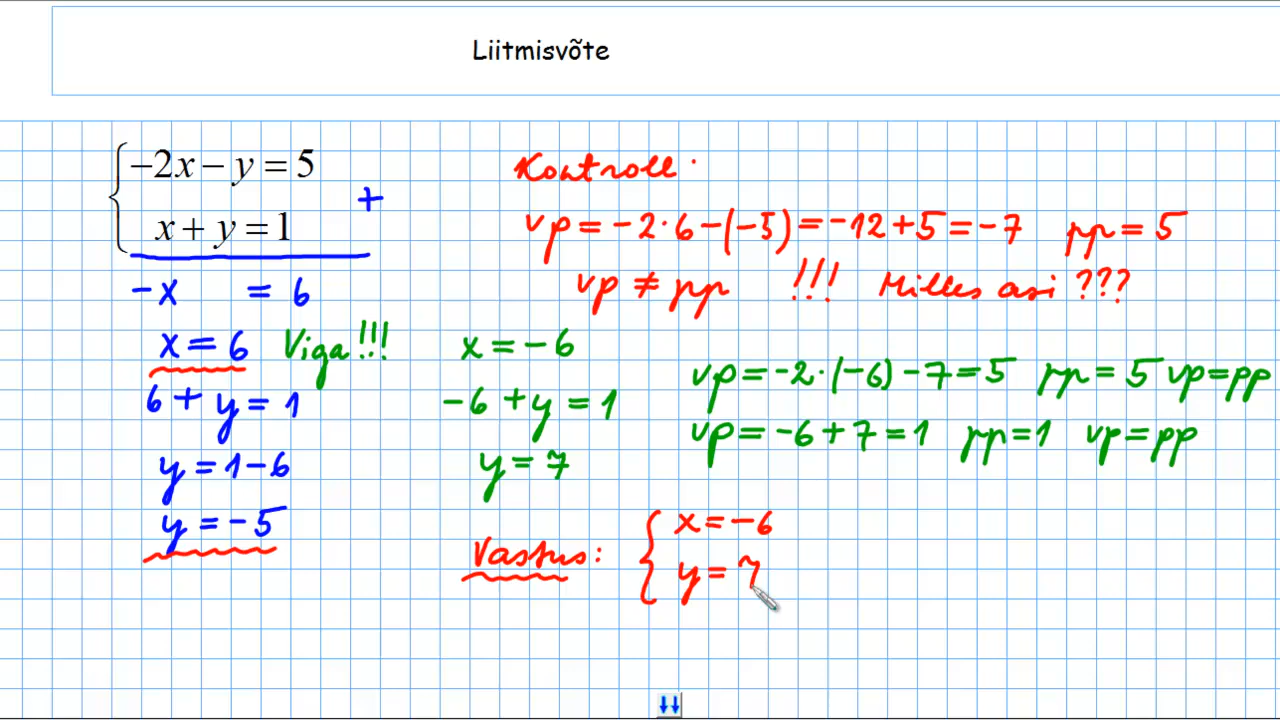 Liitmisvõte
−2x − y = 5
x + y = 1 +
-x = 6
x = 6 Viga!!!
6 + y = 1
y = 1-6
y = -5
Kontroll:
vp = -2·6-(-5) = -12+5 = -7 pp = 5
vp ≠ pp !!! Milles asi ???
x = -6
-6 + y = 1
y = 7
vp = -2·(-6) - 7 = 5 pp = 5 vp = pp
vp = -6 + 7 = 1 pp = 1 vp = pp
Vastus: { x = -6
y = 7